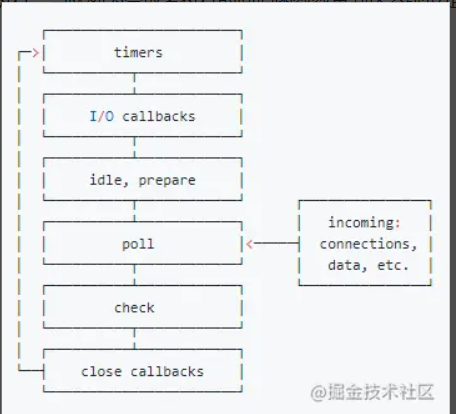 timers
I/O callbacks
idle, prepare
poll
incoming:
connections,
data, etc.
check
close callbacks
@掘金技术社区